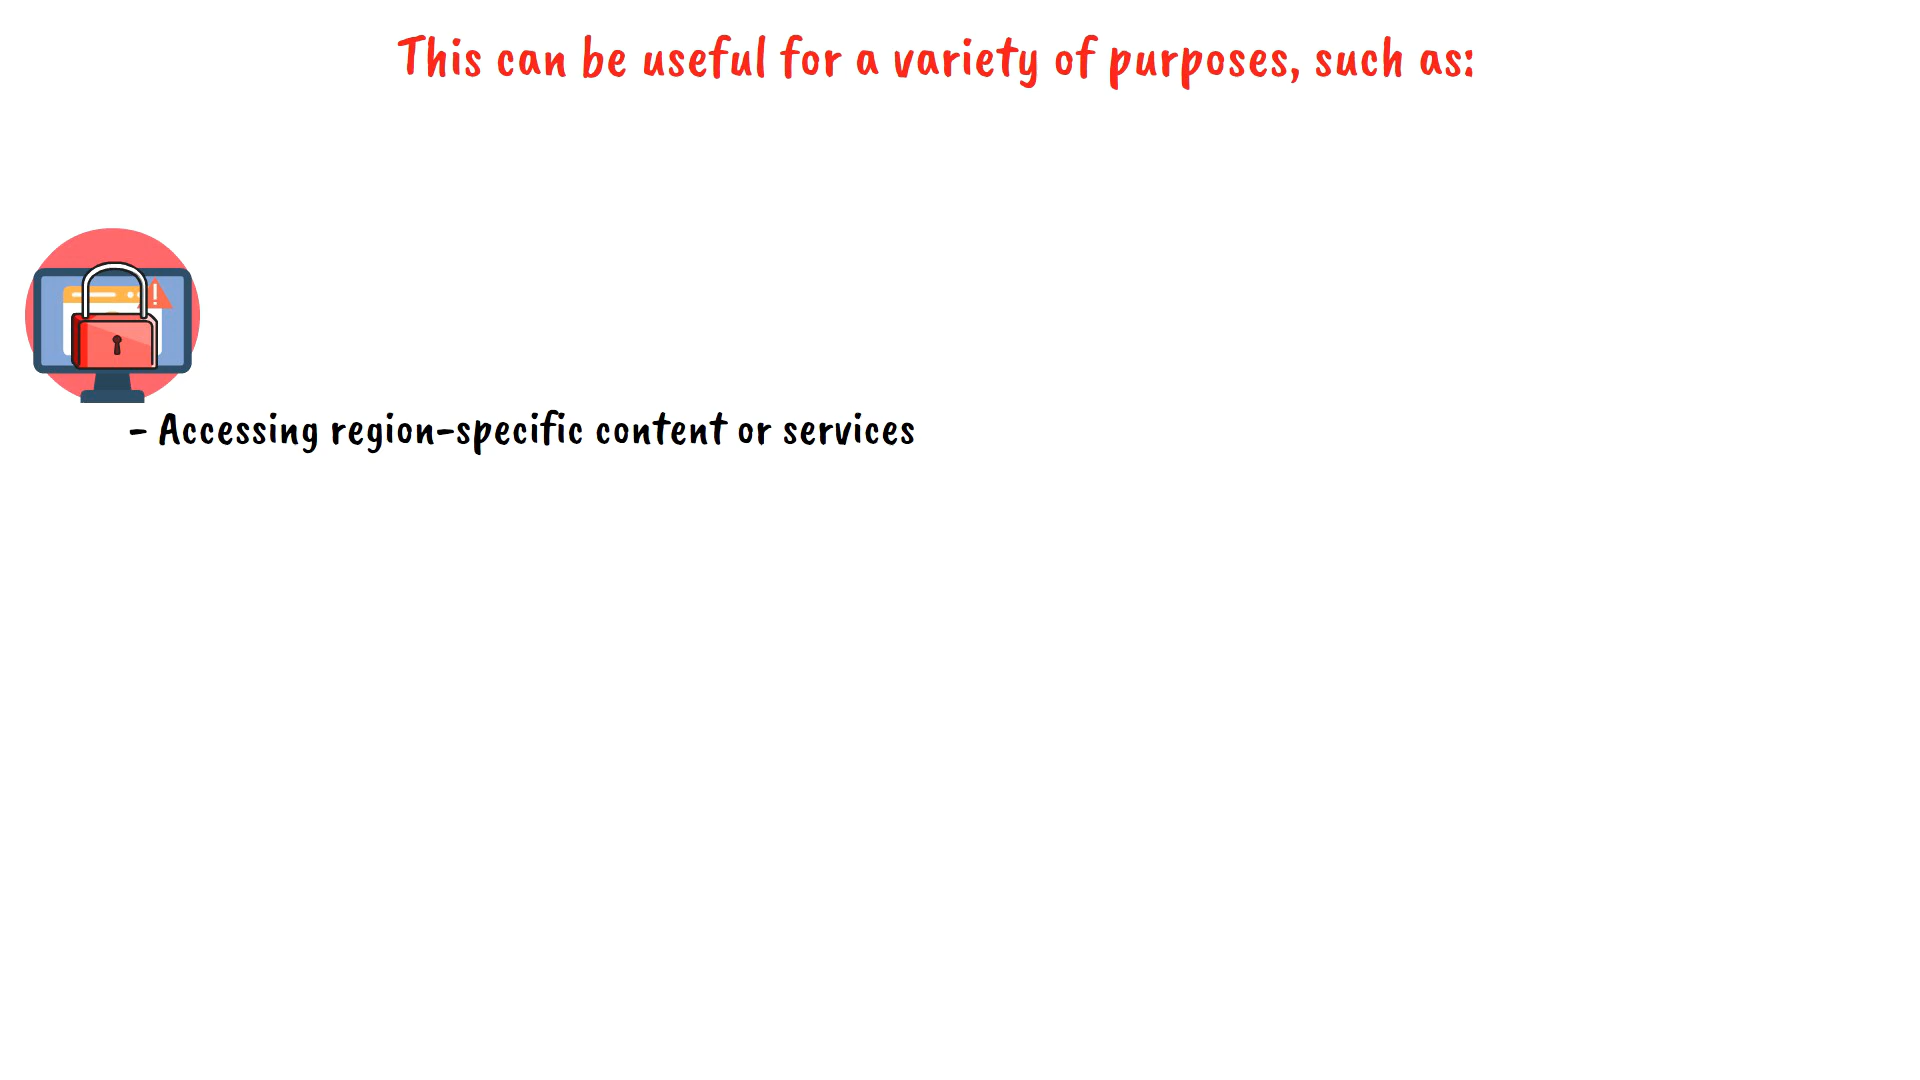 This can be useful for a variety of purposes, such as:
- Accessing region-specific content or services